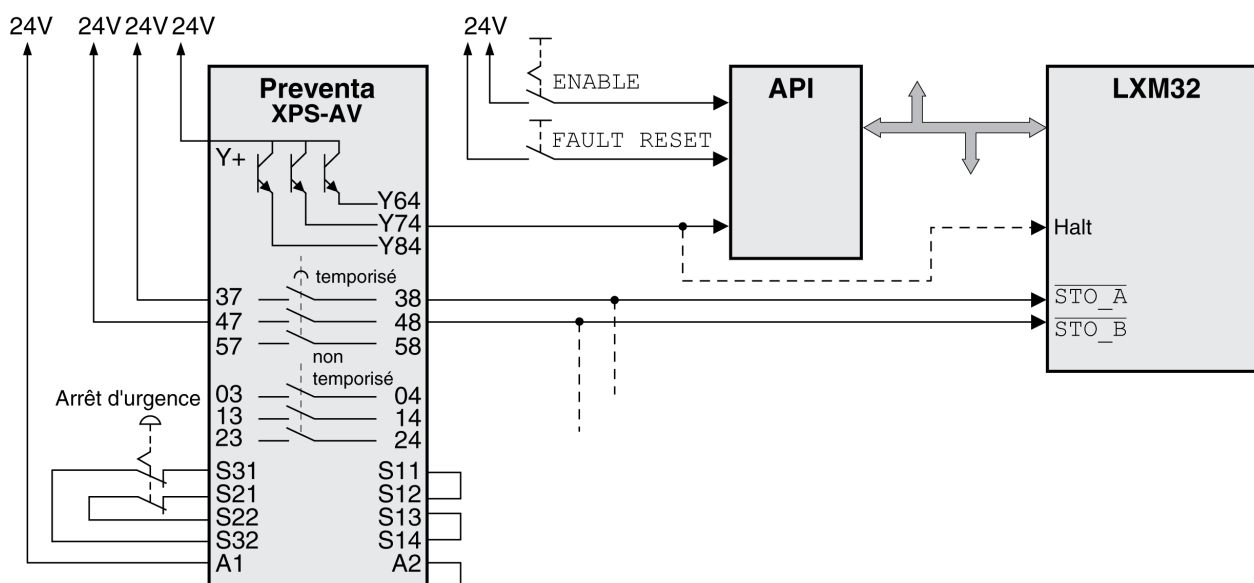 24V
24V
24V
24V
24V
24V
Preventa
XPS-AV
ENABLE
FAULT RESET
API
LXM32
Y+
Y64
Y74
Y84
Halt
temporisé
37
38
STO_A
47
48
STO_B
57
58
non
temporisé
03
04
13
14
23
24
Arrêt d'urgence
S31
S11
S21
S12
S22
S13
S32
S14
A1
A2